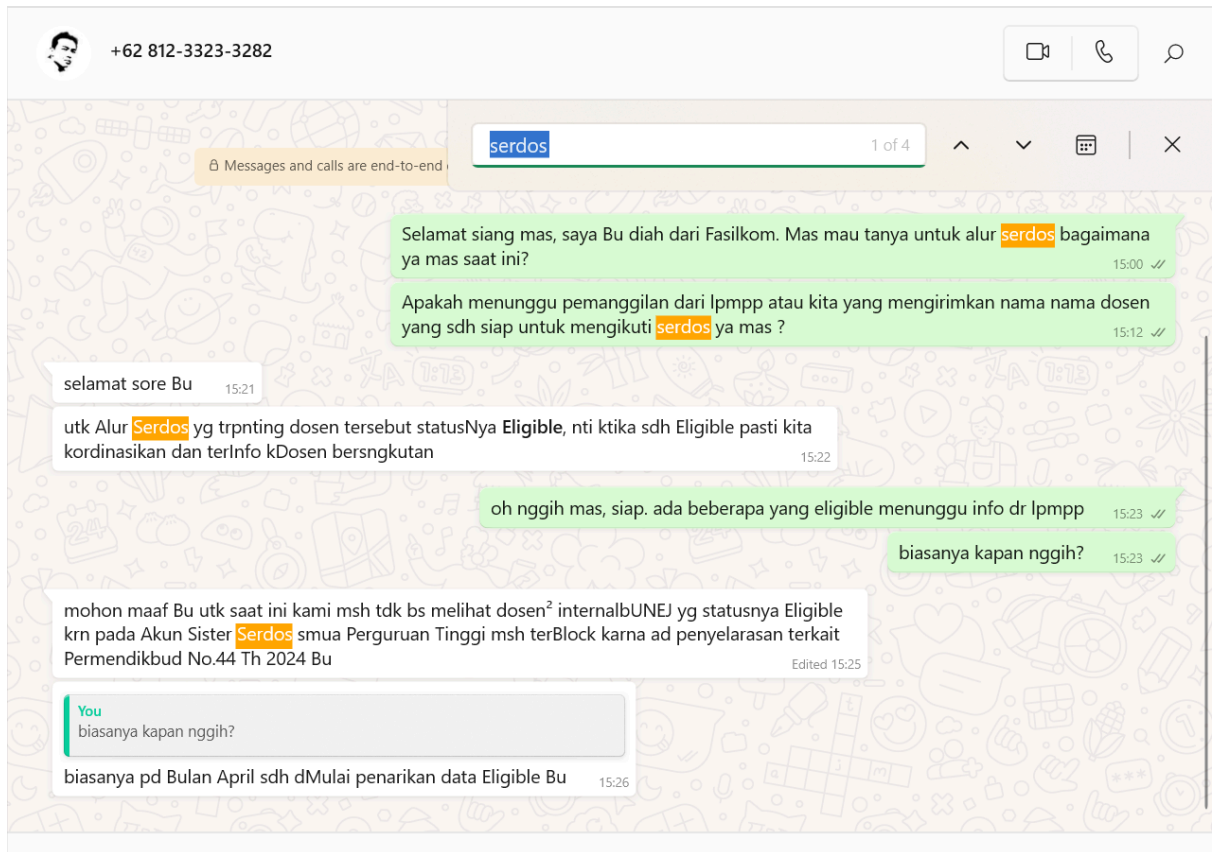 +62 812-3323-3282
serdos
1 of 4
Messages and calls are end-to-end
Selamat siang mas, saya Bu diah dari Fasilkom. Mas mau tanya untuk alur serdos bagaimana
ya mas saat ini?
15:00
Apakah menunggu pemanggilan dari lpmpp atau kita yang mengirimkan nama nama dosen
yang sdh siap untuk mengikuti serdos ya mas ?
15:12
selamat sore Bu
15:21
utk Alur Serdos yg trpnting dosen tersebut statusNya Eligible, nti ktika sdh Eligible pasti kita
kordinasikan dan terInfo kDosen bersngkutan
15:22
oh nggih mas, siap. ada beberapa yang eligible menunggu info dr lpmpp
15:23
biasanya kapan nggih?
15:23
mohon maaf Bu utk saat ini kami msh tdk bs melihat dosen² internalbUNEJ yg statusnya Eligible
krn pada Akun Sister Serdos smua Perguruan Tinggi msh terBlock karna ad penyelarasan terkait
Permendikbud No.44 Th 2024 Bu
Edited 15:25
You
biasanya kapan nggih?
biasanya pd Bulan April sdh dMulai penarikan data Eligible Bu
15:26